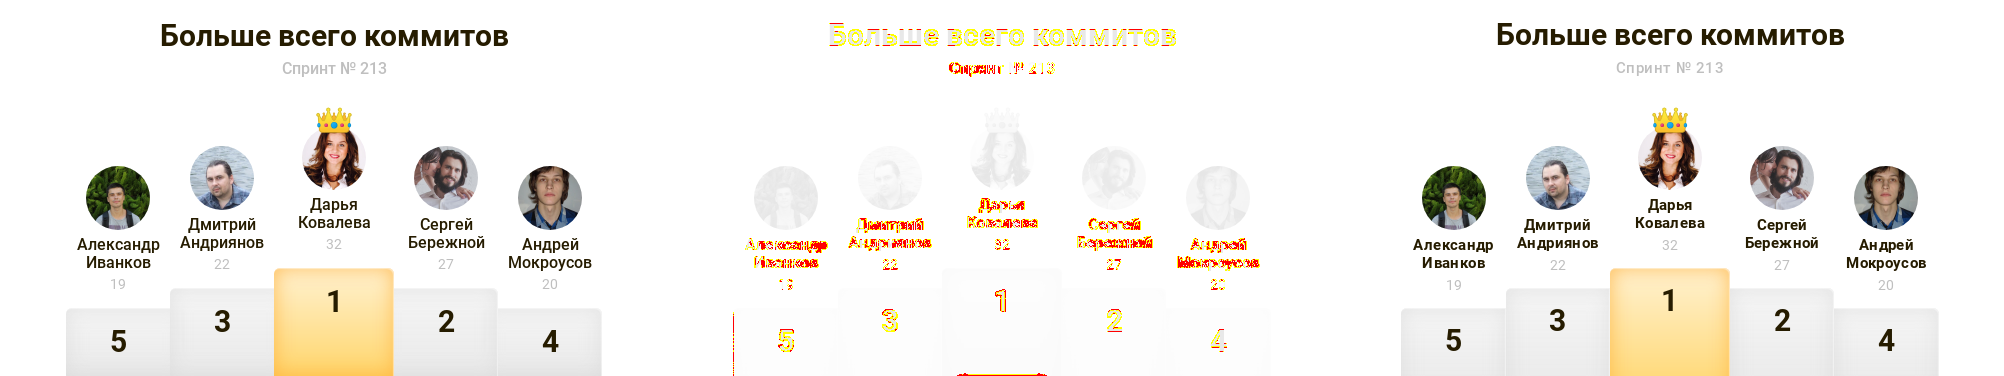 Больше всего коммитов
Спринт № 213
Дарья
Ковалева
32
Дмитрий
Андриянов
22
Сергей
Бережной
27
Александр
Иванков
19
Андрей
Мокроусов
20
1
3
2
5
4
Больше всего коммитов
Спринт № 213
Дарья
Ковалева
32
Дмитрий
Андриянов
22
Сергей
Бережной
27
Александр
Иванков
19
Андрей
Мокроусов
20
1
3
2
5
4
Больше всего коммитов
Спринт № 213
Дарья
Ковалева
32
Дмитрий
Андриянов
22
Сергей
Бережной
27
Александр
Иванков
19
Андрей
Мокроусов
20
1
3
2
5
4